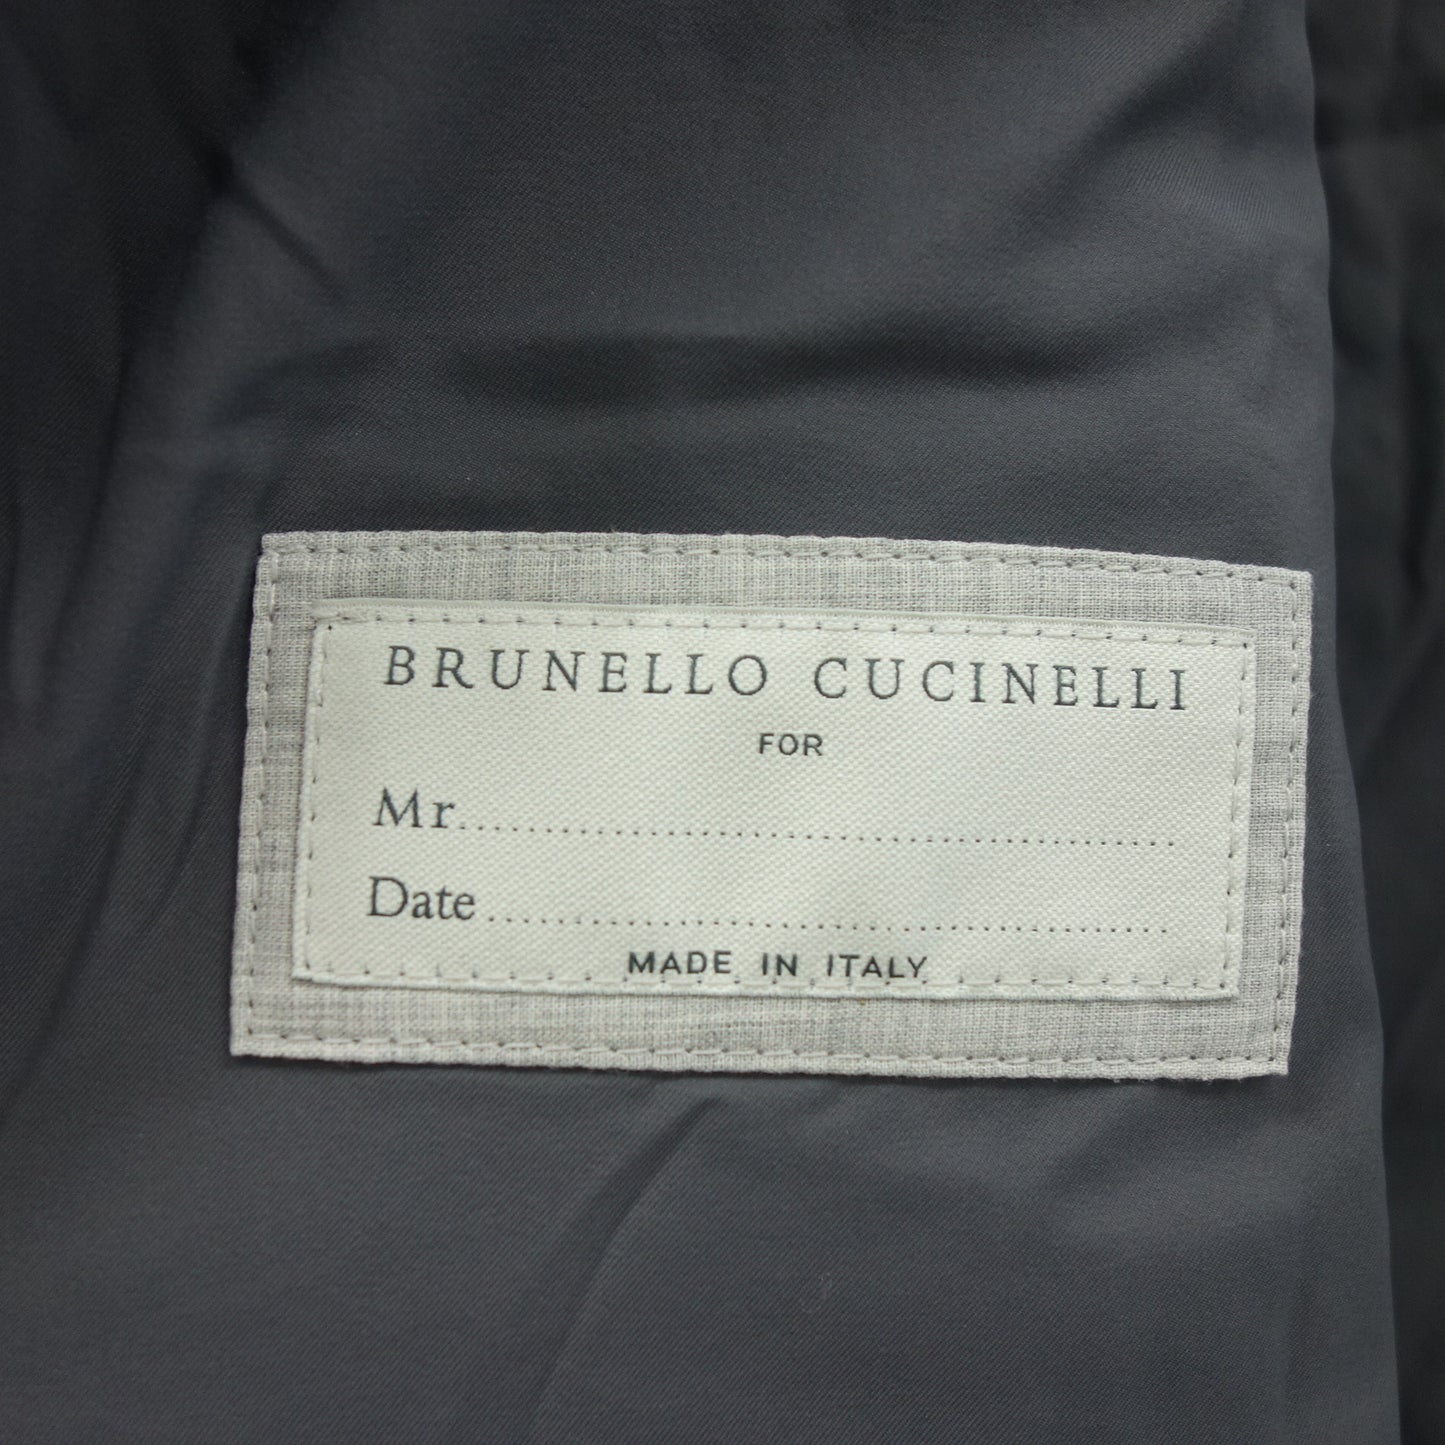 BRUNELLO CUCINELLI
FOR
Mr..........................................................
Date........................................................
MADE IN ITALY